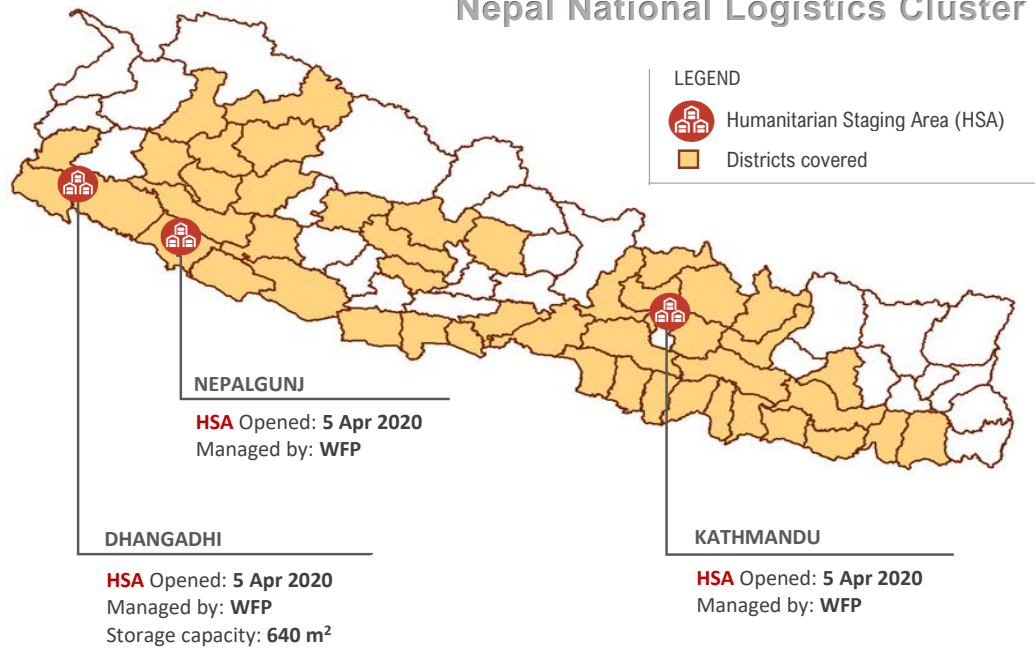 Nepal National Logistics Cluster
LEGEND
Humanitarian Staging Area (HSA)
Districts covered
NEPALGUNJ
HSA Opened: 5 Apr 2020
Managed by: WFP
DHANGADHI
HSA Opened: 5 Apr 2020
Managed by: WFP
Storage capacity: 640 m²
KATHMANDU
HSA Opened: 5 Apr 2020
Managed by: WFP